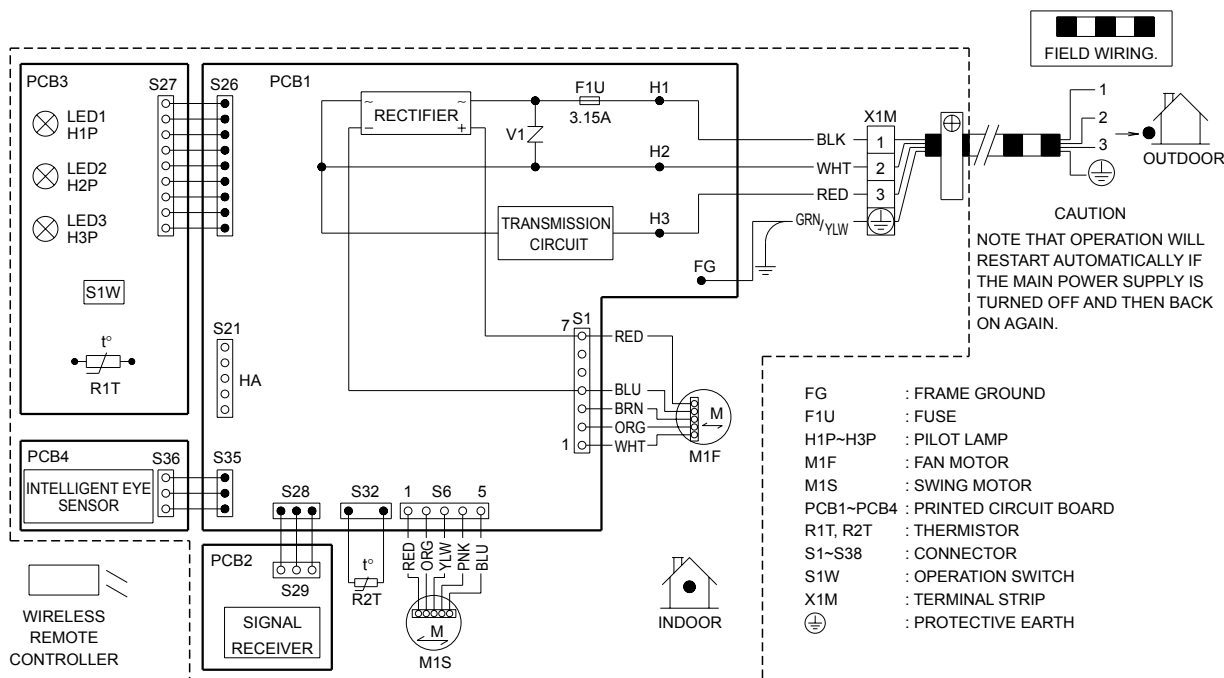 FIELD WIRING.
PCB3
S27
S26
PCB1
LED1
H1P
LED2
H2P
LED3
H3P
S1W
t°
R1T
S21
HA
~
~
RECTIFIER
−
+
V1
F1U
3.15A
H1
H2
H3
TRANSMISSION
CIRCUIT
FG
BLK
WHT
RED
GRN/YLW
X1M
1
2
3
1
2
3
OUTDOOR
CAUTION
NOTE THAT OPERATION WILL
RESTART AUTOMATICALLY IF
THE MAIN POWER SUPPLY IS
TURNED OFF AND THEN BACK
ON AGAIN.
S1
7
1
RED
BLU
BRN
ORG
WHT
M
M1F
PCB4
S36
S35
INTELLIGENT EYE
SENSOR
S28
S32
1 S6 5
PCB2
S29
SIGNAL
RECEIVER
t°
R2T
RED
ORG
YLW
PNK
BLU
M
M1S
WIRELESS
REMOTE
CONTROLLER
INDOOR
FG : FRAME GROUND
F1U : FUSE
H1P~H3P : PILOT LAMP
M1F : FAN MOTOR
M1S : SWING MOTOR
PCB1~PCB4 : PRINTED CIRCUIT BOARD
R1T, R2T : THERMISTOR
S1~S38 : CONNECTOR
S1W : OPERATION SWITCH
X1M : TERMINAL STRIP
: PROTECTIVE EARTH